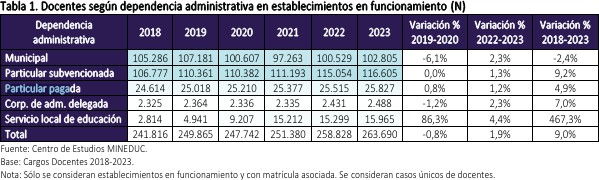 Tabla 1. Docentes según dependencia administrativa en establecimientos en funcionamiento (N)
Dependencia administrativa 2018 2019 2020 2021 2022 2023 Variación % 2019-2020 Variación % 2022-2023 Variación % 2018-2023
Municipal 105.286 107.181 100.607 97.263 100.529 102.805 -6,1% 2,3% -2,4%
Particular subvencionada 106.777 110.361 110.382 111.193 115.054 116.605 0,0% 1,3% 9,2%
Particular pagada 24.614 25.018 25.210 25.377 25.515 25.827 0,8% 1,2% 4,9%
Corp. de adm. delegada 2.325 2.364 2.336 2.335 2.431 2.488 -1,2% 2,3% 7,0%
Servicio local de educación 2.814 4.941 9.207 15.212 15.299 15.965 86,3% 4,4% 467,3%
Total 241.816 249.865 247.742 251.380 258.828 263.690 -0,8% 1,9% 9,0%
Fuente: Centro de Estudios MINEDUC.
Base: Cargos Docentes 2018-2023.
Nota: Sólo se consideran establecimientos en funcionamiento y con matrícula asociada. Se consideran casos únicos de docentes.